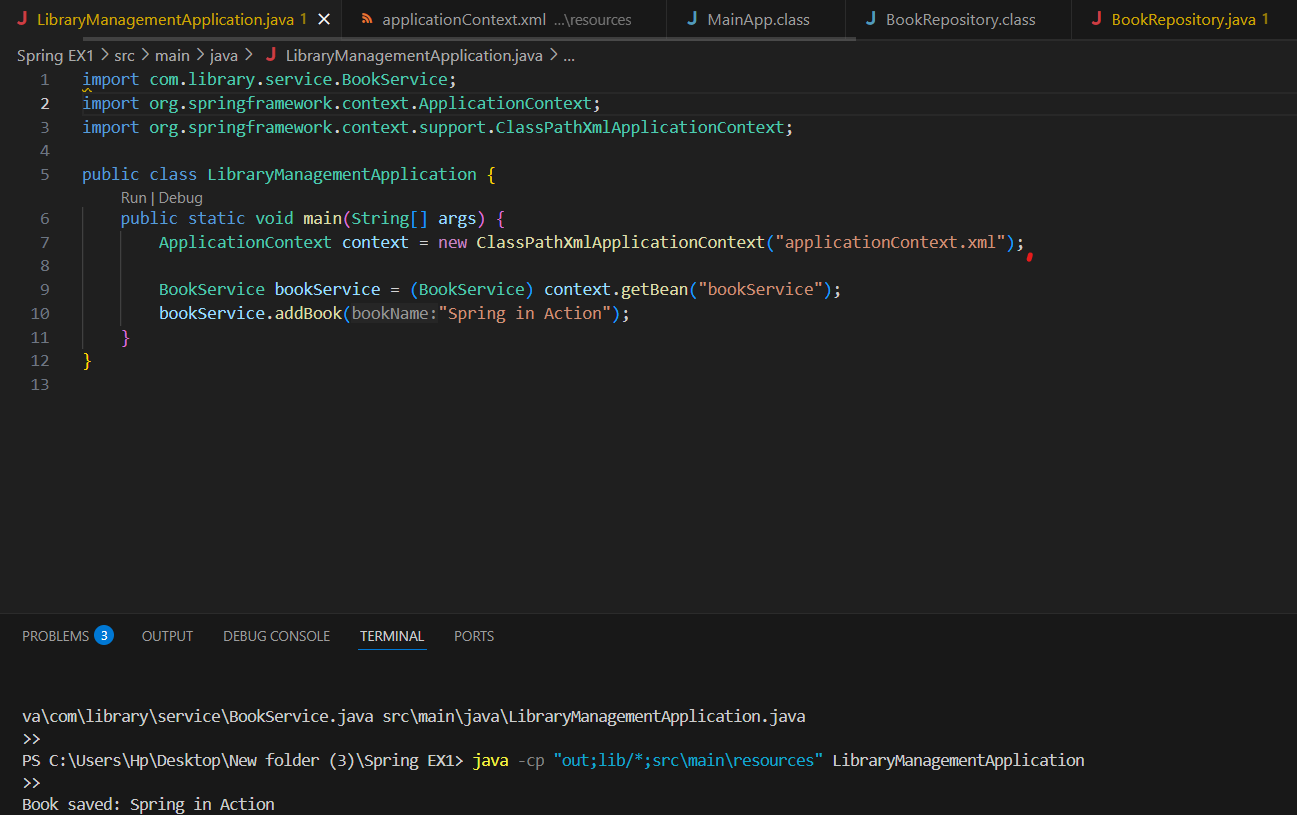 J LibraryManagementApplication.java 1 ✕ applicationContext.xml ...\resources J MainApp.class J BookRepository.class J BookRepository.java 1
Spring EX1 > src > main > java > J LibraryManagementApplication.java > ...
1 import com.library.service.BookService;
2 import org.springframework.context.ApplicationContext;
3 import org.springframework.context.support.ClassPathXmlApplicationContext;
4
5 public class LibraryManagementApplication {
Run | Debug
6 public static void main(String[] args) {
7 ApplicationContext context = new ClassPathXmlApplicationContext("applicationContext.xml");
8
9 BookService bookService = (BookService) context.getBean("bookService");
10 bookService.addBook(bookName:"Spring in Action");
11 }
12 }
13
PROBLEMS 3 OUTPUT DEBUG CONSOLE TERMINAL PORTS
va\com\library\service\BookService.java src\main\java\LibraryManagementApplication.java
>>
PS C:\Users\Hp\Desktop\New folder (3)\Spring EX1> java -cp "out;lib/*;src\main\resources" LibraryManagementApplication
>>
Book saved: Spring in Action